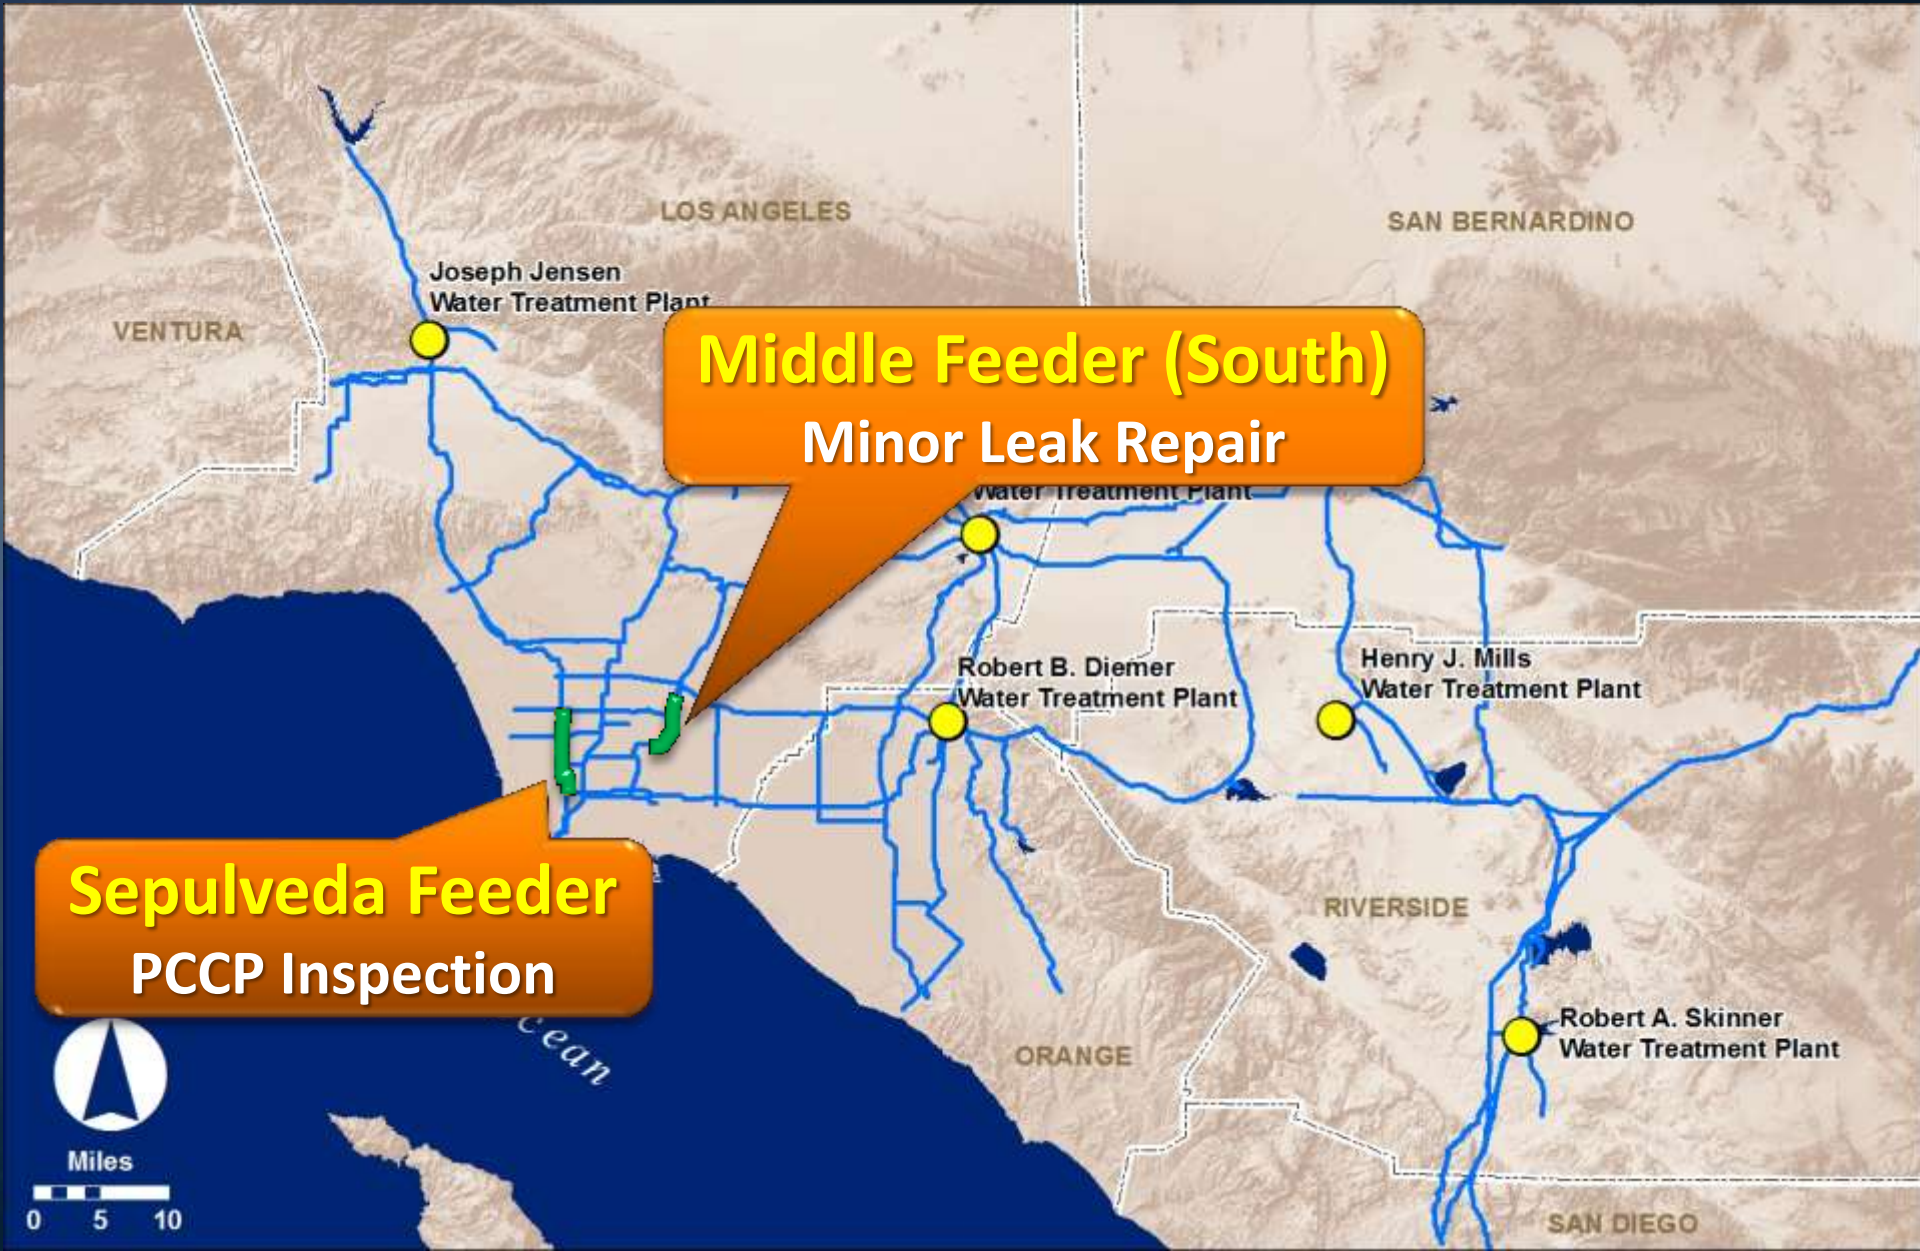 LOS ANGELES
SAN BERNARDINO
Joseph Jensen
Water Treatment Plant
VENTURA
Middle Feeder (South)
Minor Leak Repair
Water Treatment Plant
Robert B. Diemer
Water Treatment Plant
Henry J. Mills
Water Treatment Plant
Sepulveda Feeder
PCCP Inspection
RIVERSIDE
cean
Robert A. Skinner
Water Treatment Plant
ORANGE
Miles
0 5 10
SAN DIEGO